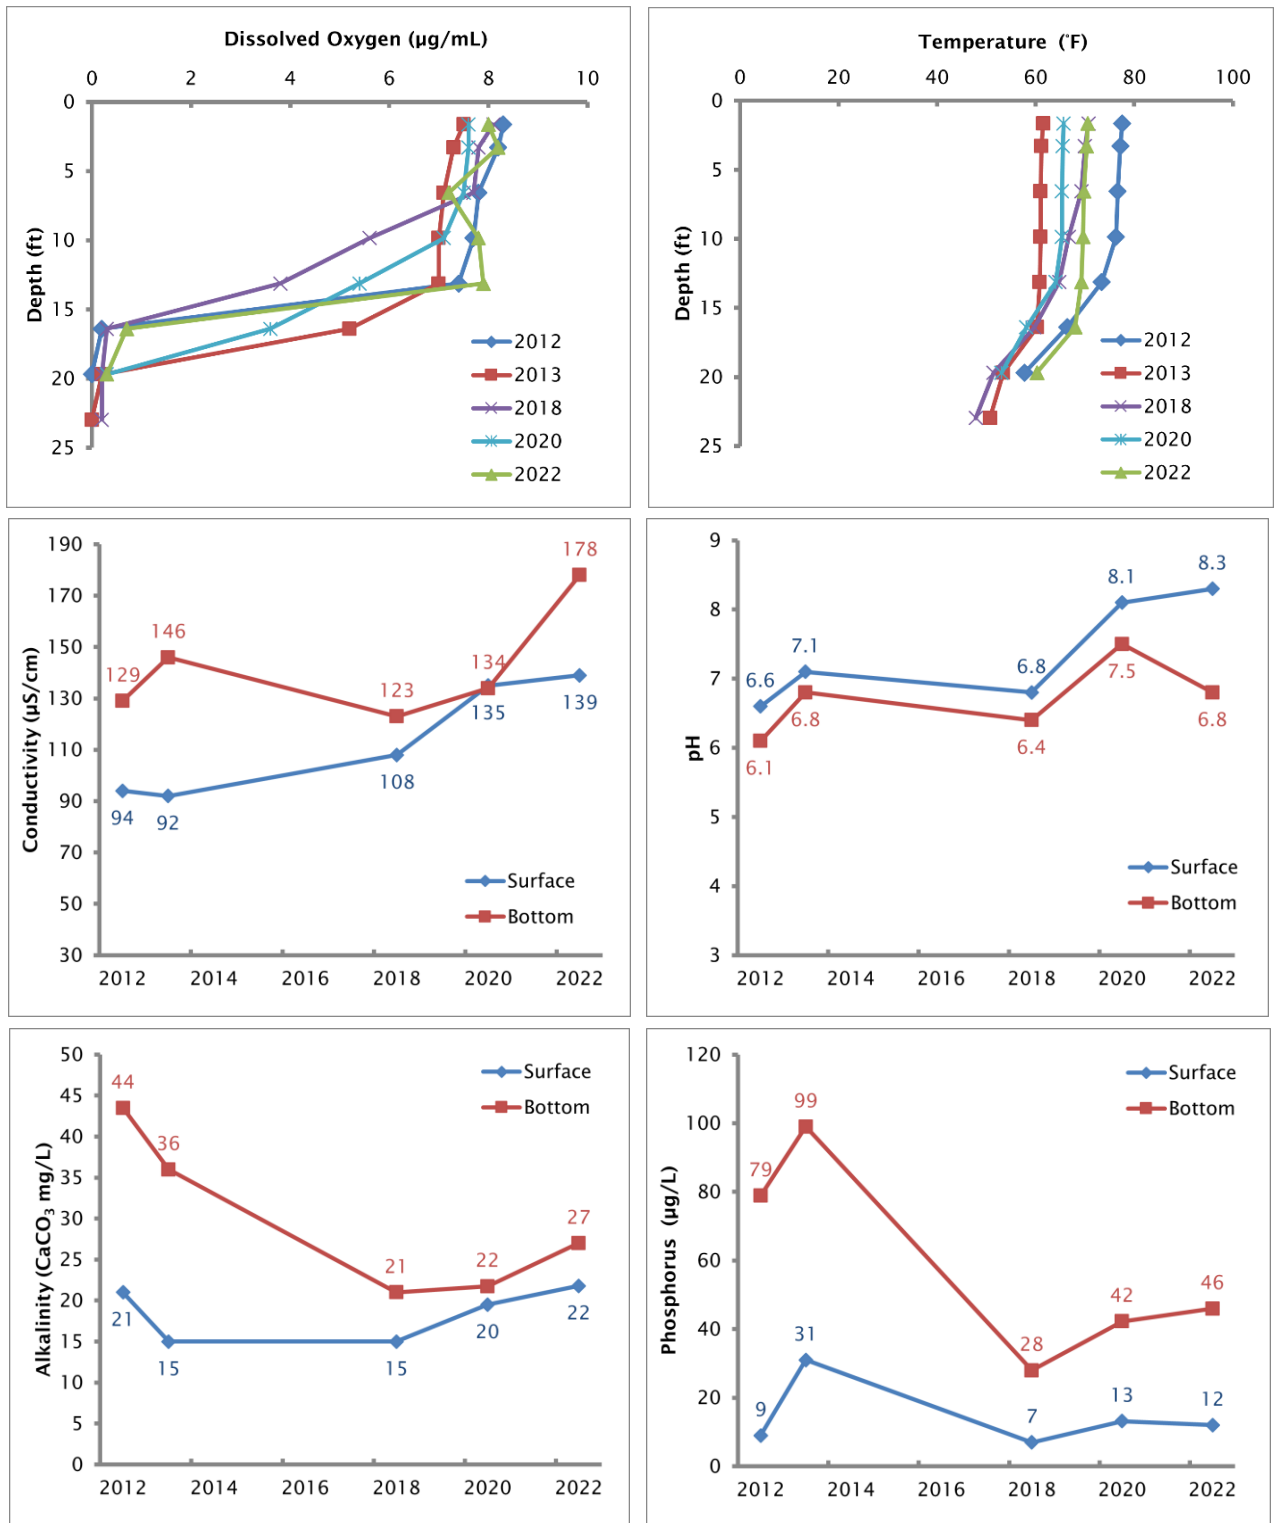 Dissolved Oxygen (µg/mL)
0 2 4 6 8 10
0
5
10
15
20
25
Depth (ft)
2012
2013
2018
2020
2022
Temperature (°F)
0 20 40 60 80 100
0
5
10
15
20
25
Depth (ft)
2012
2013
2018
2020
2022
190
170
150
130
110
90
70
50
30
Conductivity (µS/cm)
129 146 123 134 178
94 92 108 135 139
Surface
Bottom
2012 2014 2016 2018 2020 2022
9
8
7
6
5
4
3
pH
6.6 7.1 6.8 8.1 8.3
6.1 6.8 6.4 7.5 6.8
Surface
Bottom
2012 2014 2016 2018 2020 2022
50
45
40
35
30
25
20
15
10
5
0
Alkalinity (CaCO₃ mg/L)
Surface
Bottom
44 36 21 22 27
21 15 15 20 22
2012 2014 2016 2018 2020 2022
120
100
80
60
40
20
0
Phosphorus (µg/L)
Surface
Bottom
79 99 28 42 46
9 31 7 13 12
2012 2014 2016 2018 2020 2022